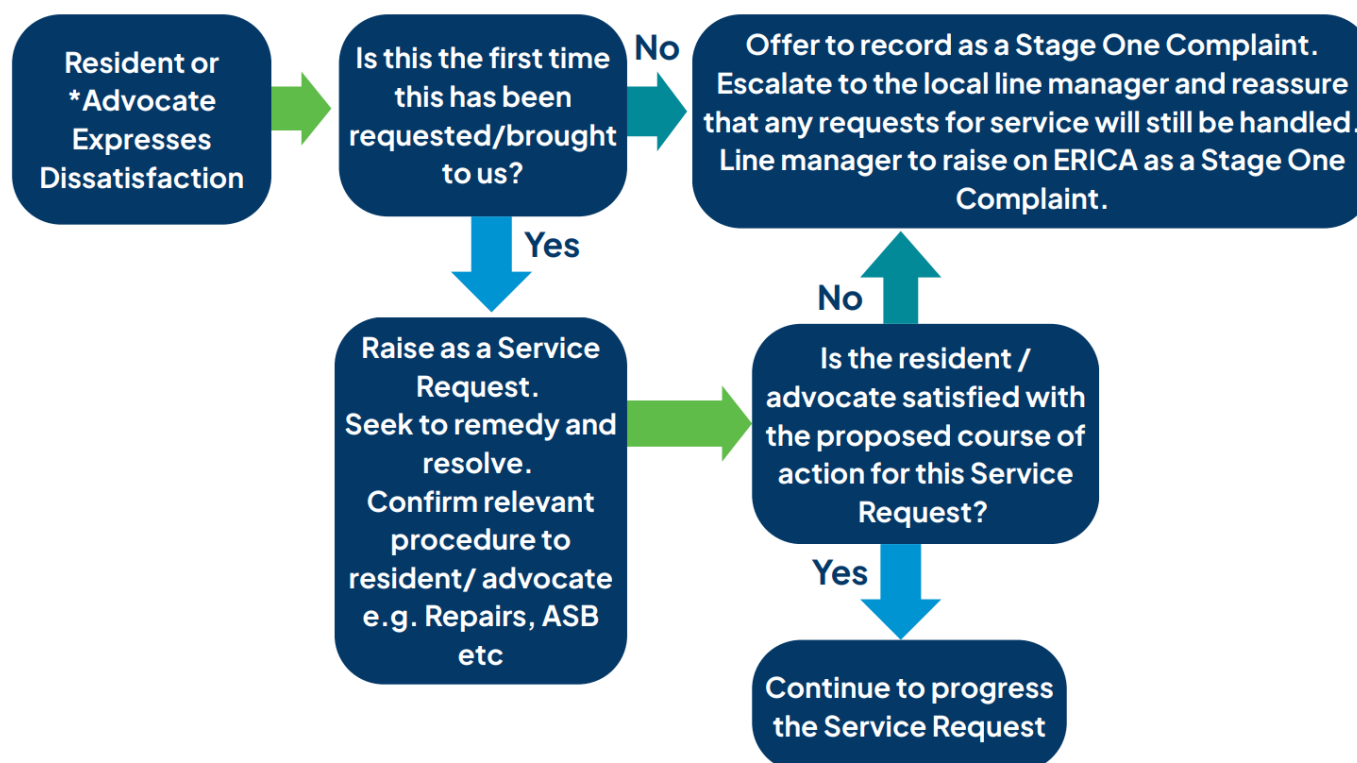 Resident or
*Advocate
Expresses
Dissatisfaction
Is this the first time
this has been
requested/brought
to us?
No
Offer to record as a Stage One Complaint.
Escalate to the local line manager and reassure
that any requests for service will still be handled.
Line manager to raise on ERICA as a Stage One
Complaint.
Yes
Raise as a Service
Request.
Seek to remedy and
resolve.
Confirm relevant
procedure to
resident/ advocate
e.g. Repairs, ASB
etc
No
Is the resident /
advocate satisfied with
the proposed course of
action for this Service
Request?
Yes
Continue to progress
the Service Request